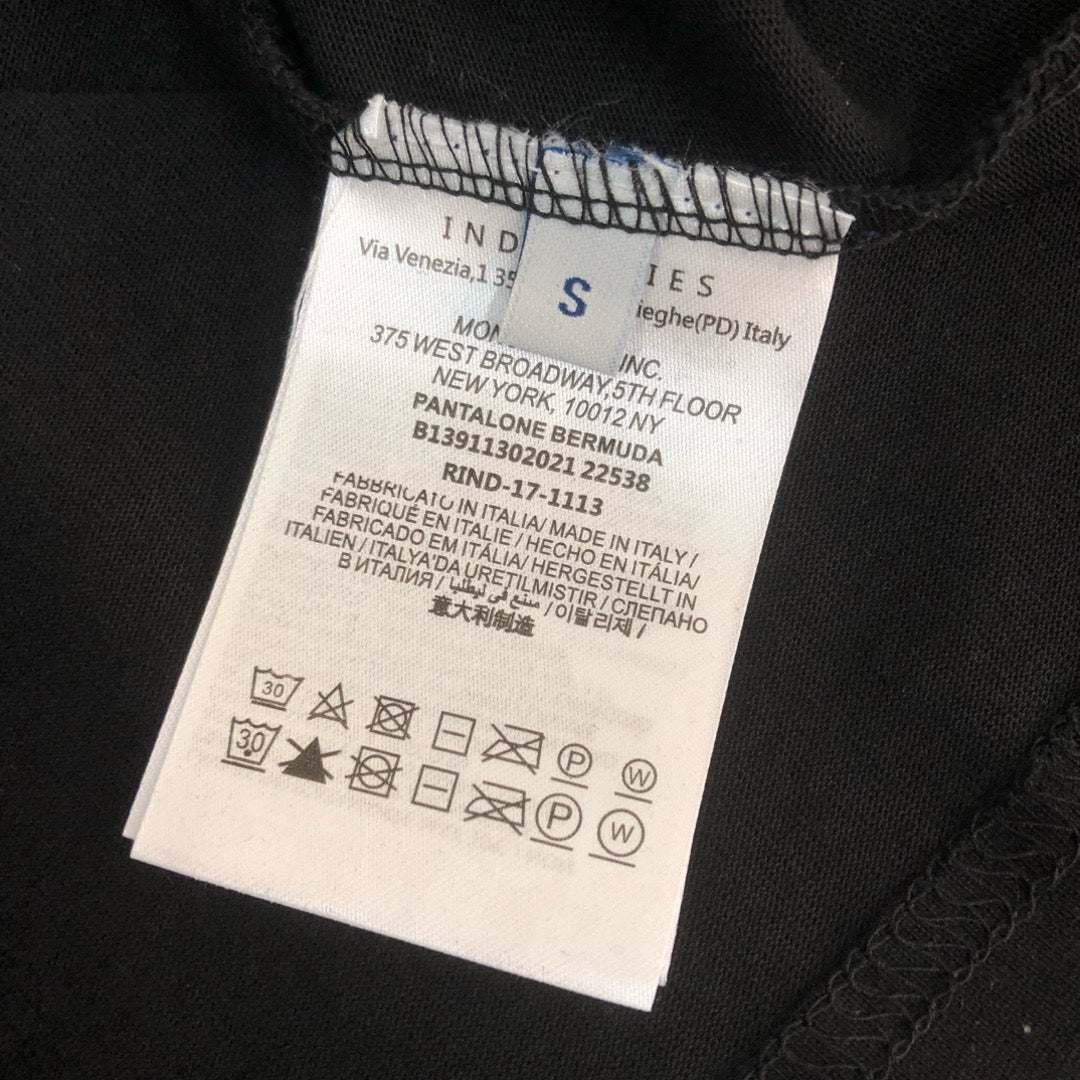 IND IES
Via Venezia,1 35 ieghe(PD) Italy
S
MON INC.
375 WEST BROADWAY,5TH FLOOR
NEW YORK, 10012 NY
PANTALONE BERMUDA
B13911302021 22538
RIND-17-1113
FABBRICATO IN ITALIA/ MADE IN ITALY /
FABRIQUÉ EN ITALIE / HECHO EN ITÁLIA/
FABRICADO EM ITÁLIA/ HERGESTELLT IN
ITALIEN / ITALYA'DA URETILMISTIR / СЛЕПАНО
В ИТАЛИЯ / صنع في ايطاليا / 이탈리제 /
意大利制造
30
P
W
30
P
W